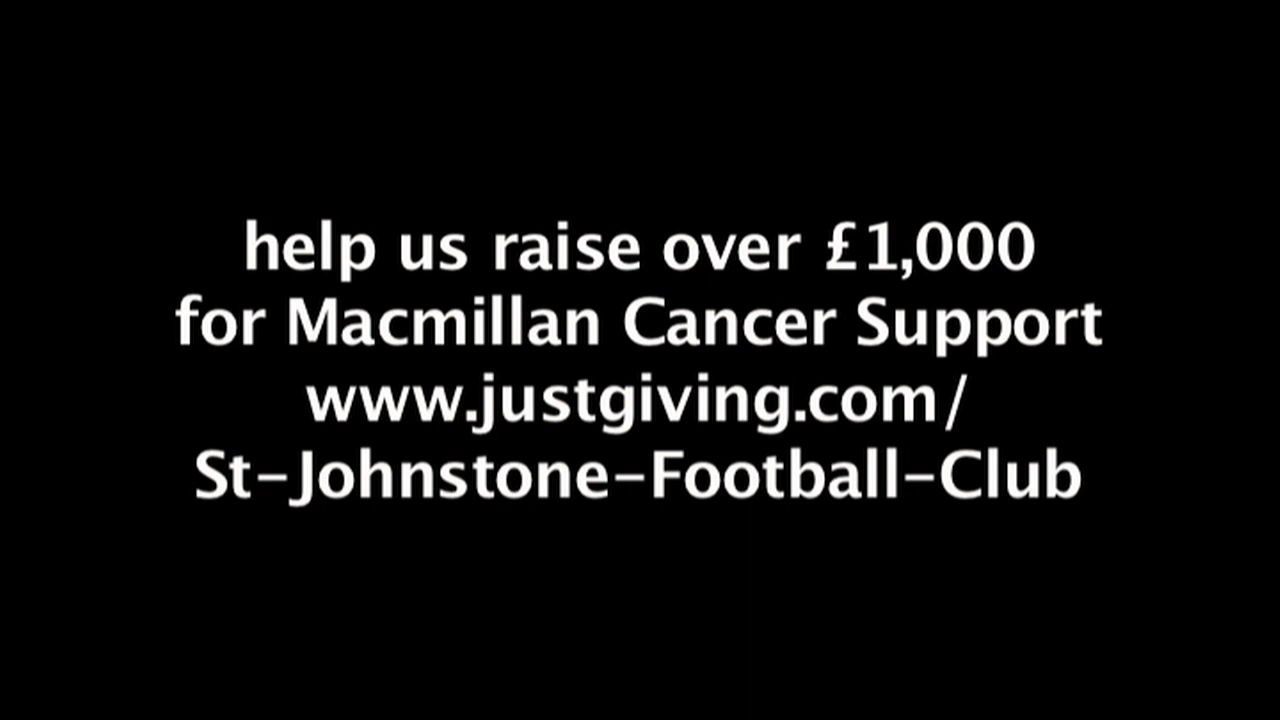 help us raise over £1,000
for Macmillan Cancer Support
www.justgiving.com/
St-Johnstone-Football-Club